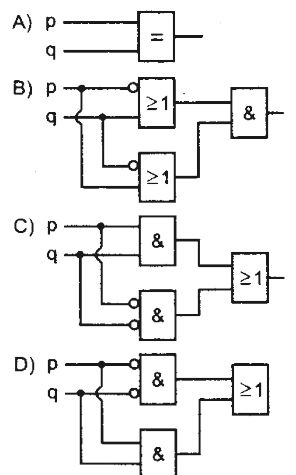 A) p
q =
B) p ≥1
q &
≥1
C) p &
q ≥1
&
D) p &
q ≥1
&